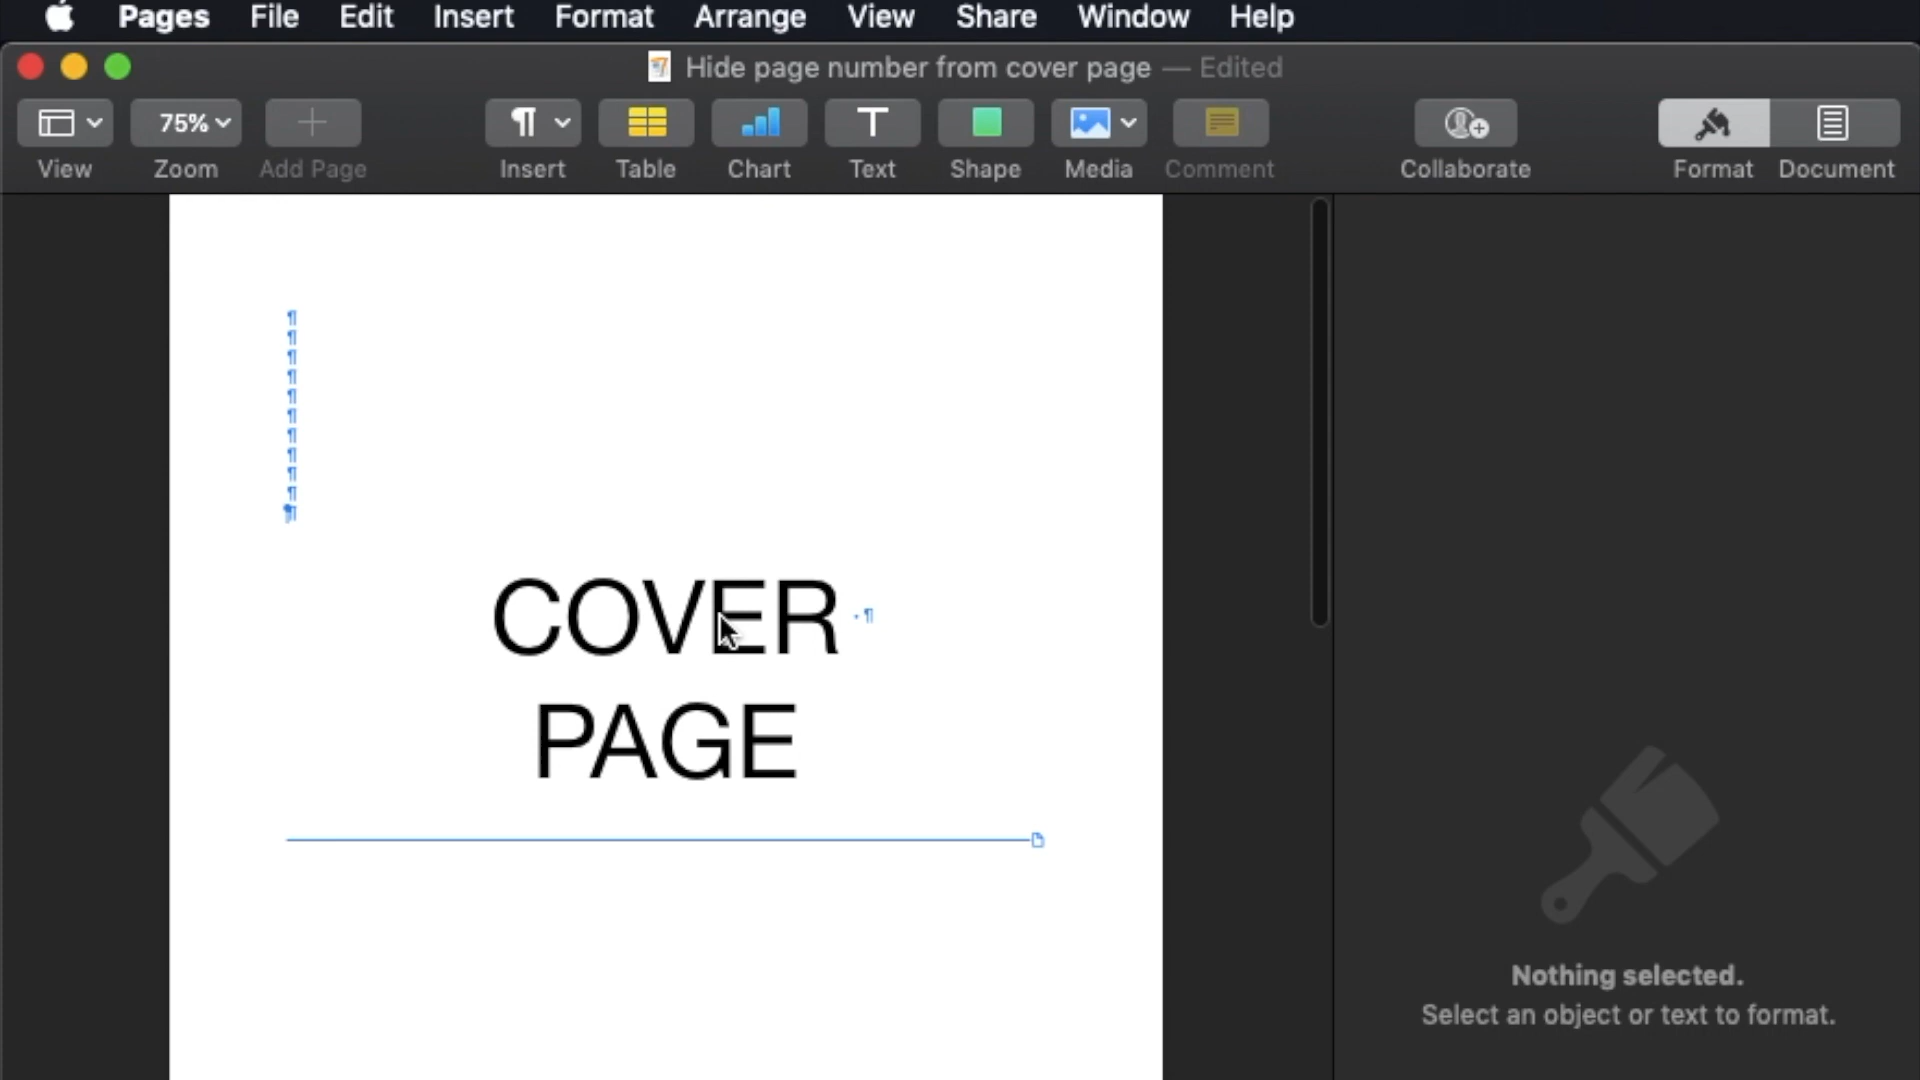 Pages File Edit Insert Format Arrange View Share Window Help
Hide page number from cover page — Edited
75%
View Zoom Add Page Insert Table Chart Text Shape Media Comment Collaborate Format Document
¶
¶
¶
¶
¶
¶
¶
¶
¶
¶
¶
COVER ¶
PAGE
Nothing selected.
Select an object or text to format.